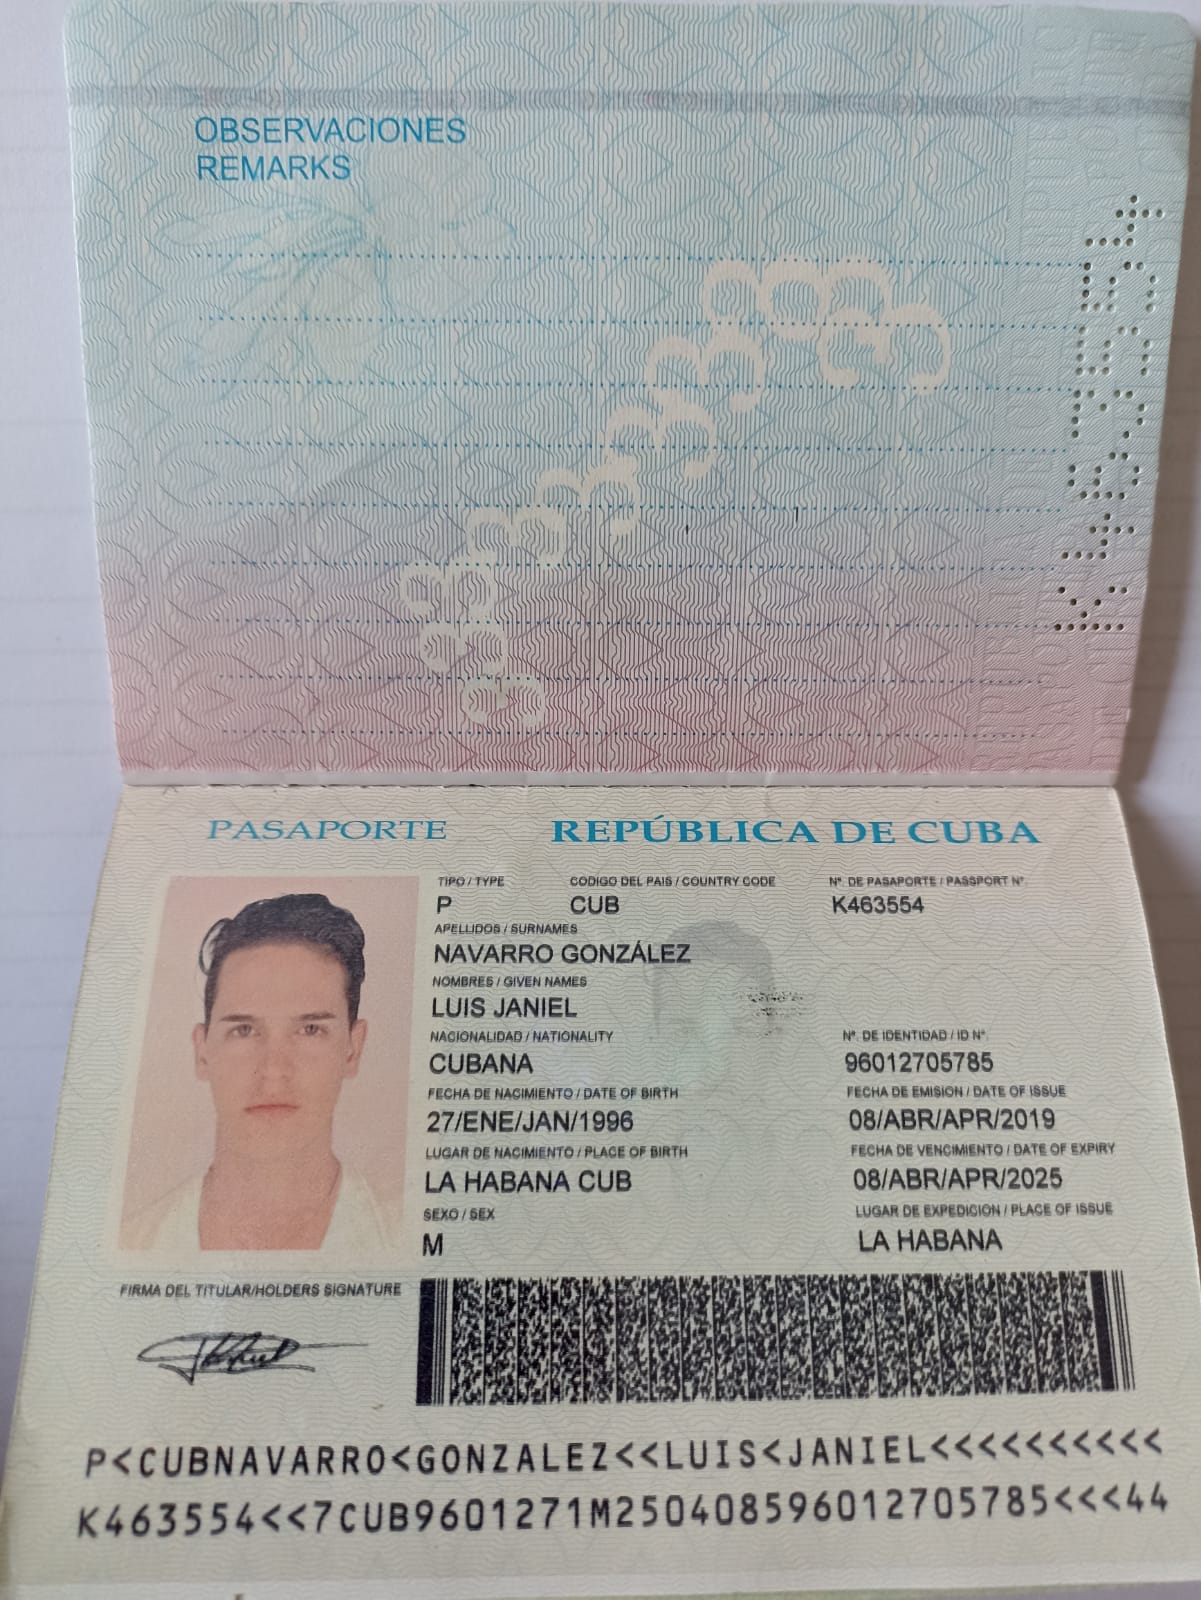 OBSERVACIONES
REMARKS
K463554
PASAPORTE REPÚBLICA DE CUBA
TIPO / TYPE CODIGO DEL PAIS / COUNTRY CODE Nº. DE PASAPORTE / PASSPORT Nº.
P CUB K463554
APELLIDOS / SURNAMES
NAVARRO GONZÁLEZ
NOMBRES / GIVEN NAMES
LUIS JANIEL
NACIONALIDAD / NATIONALITY Nº. DE IDENTIDAD / ID Nº.
CUBANA 96012705785
FECHA DE NACIMIENTO / DATE OF BIRTH FECHA DE EMISION / DATE OF ISSUE
27/ENE/JAN/1996 08/ABR/APR/2019
LUGAR DE NACIMIENTO / PLACE OF BIRTH FECHA DE VENCIMIENTO / DATE OF EXPIRY
LA HABANA CUB 08/ABR/APR/2025
SEXO / SEX LUGAR DE EXPEDICION / PLACE OF ISSUE
M LA HABANA
FIRMA DEL TITULAR/HOLDERS SIGNATURE
P<CUBNAVARRO<GONZALEZ<<LUIS<JANIEL<<<<<<<<<<
K463554<<7CUB9601271M250408596012705785<<<44